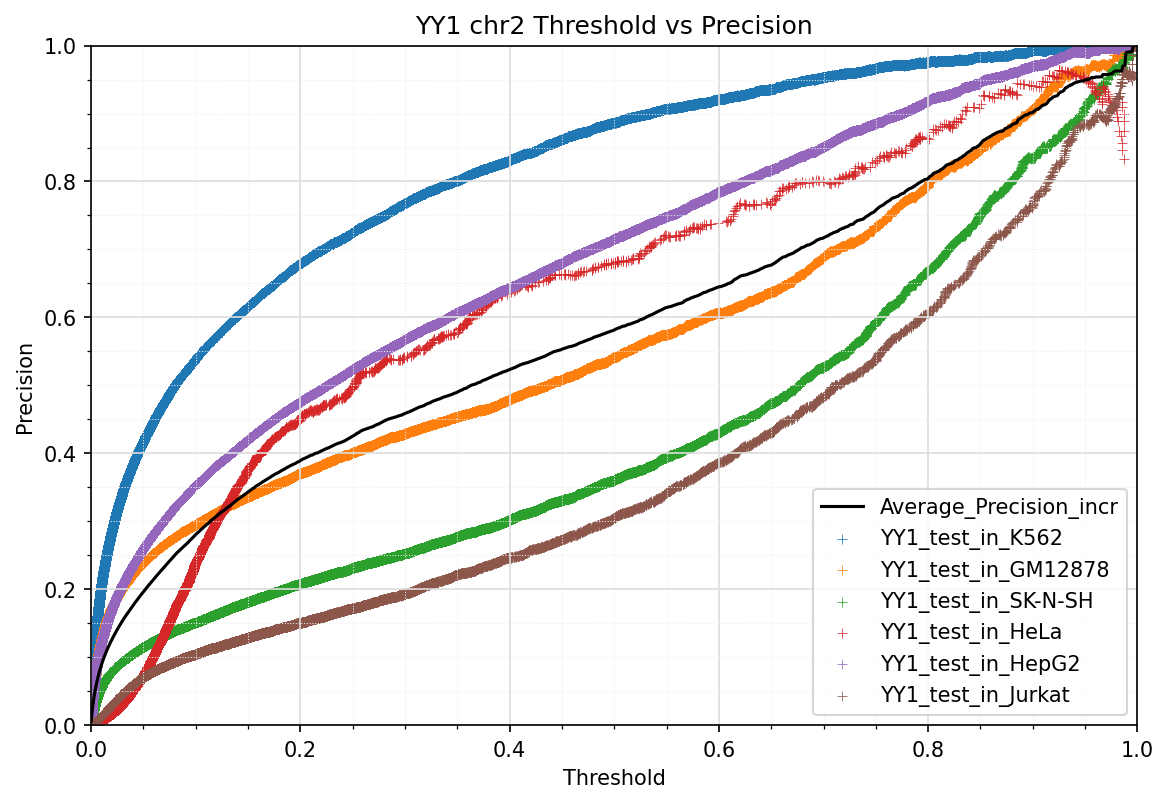 YY1 chr2 Threshold vs Precision
1.0
0.8
0.6
0.4
0.2
0.0
Precision
Average_Precision_incr
YY1_test_in_K562
YY1_test_in_GM12878
YY1_test_in_SK-N-SH
YY1_test_in_HeLa
YY1_test_in_HepG2
YY1_test_in_Jurkat
0.0 0.2 0.4 0.6 0.8 1.0
Threshold